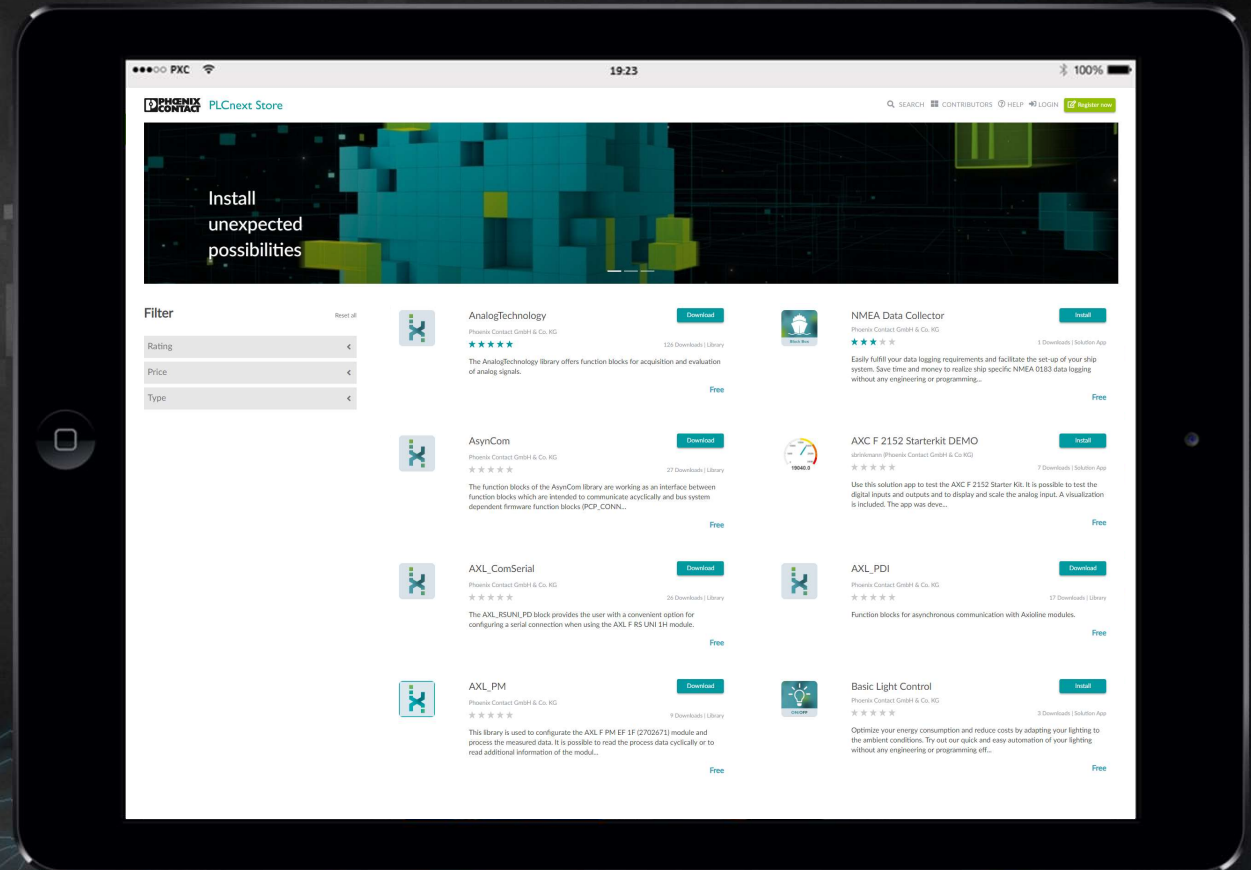 PXC
19:23
100%
PHŒNIX
CONTACT
PLCnext Store
SEARCH CONTRIBUTORS HELP LOGIN Register now
Install
unexpected
possibilities
Filter
Reset all
Rating
Price
Type
AnalogTechnology
Download
Phoenix Contact GmbH & Co. KG
126 Downloads | Library
The AnalogTechnology library offers function blocks for acquisition and evaluation
of analog signals.
Free
NMEA Data Collector
Install
Black Box
Phoenix Contact GmbH & Co. KG
1 Downloads | Solution App
Easily fulfill your data logging requirements and facilitate the set-up of your ship
system. Save time and money to realize ship specific NMEA 0183 data logging
without any engineering or programming...
Free
AsynCom
Download
Phoenix Contact GmbH & Co. KG
27 Downloads | Library
The function blocks of the AsynCom library are working as an interface between
function blocks which are intended to communicate acyclically and bus system
dependent firmware function blocks (PCP_CONN...
Free
AXC F 2152 Starterkit DEMO
Install
19040.0
sbrinkmann (Phoenix Contact GmbH & Co KG)
7 Downloads | Solution App
Use this solution app to test the AXC F 2152 Starter Kit. It is possible to test the
digital inputs and outputs and to display and scale the analog input. A visualization
is included. The app was deve...
Free
AXL_ComSerial
Download
Phoenix Contact GmbH & Co. KG
26 Downloads | Library
The AXL_RSUNI_PD block provides the user with a convenient option for
configuring a serial connection when using the AXL F RS UNI 1H module.
Free
AXL_PDI
Download
Phoenix Contact GmbH & Co. KG
17 Downloads | Library
Function blocks for asynchronous communication with Axioline modules.
Free
AXL_PM
Download
Phoenix Contact GmbH & Co. KG
9 Downloads | Library
This library is used to configurate the AXL F PM EF 1F (2702671) module and
process the measured data. It is possible to read the process data cyclically or to
read additional information of the modul...
Free
Basic Light Control
Install
ON/OFF
Phoenix Contact GmbH & Co. KG
3 Downloads | Solution App
Optimize your energy consumption and reduce costs by adapting your lighting to
the ambient conditions. Try out our quick and easy automation of your lighting
without any engineering or programming eff...
Free